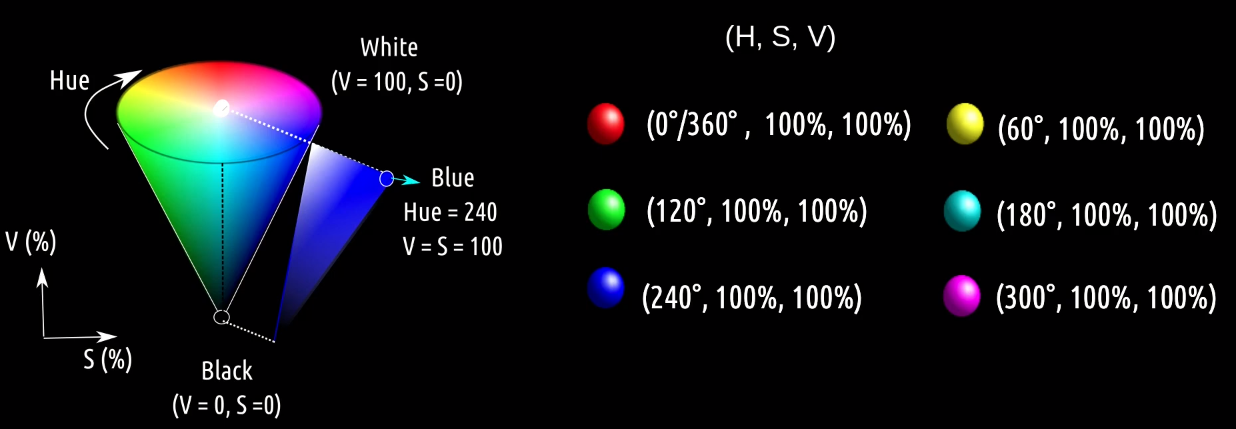 White
(V = 100, S =0)
Hue
Blue
Hue = 240
V = S = 100
V (%)
S (%)
Black
(V = 0, S =0)
(H, S, V)
(0°/360° , 100%, 100%)
(60°, 100%, 100%)
(120°, 100%, 100%)
(180°, 100%, 100%)
(240°, 100%, 100%)
(300°, 100%, 100%)